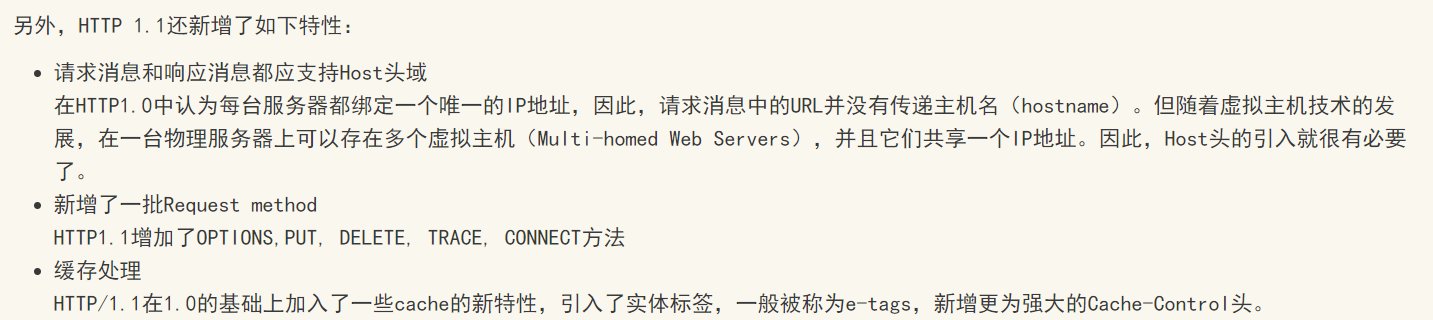 另外，HTTP 1.1还新增了如下特性：
请求消息和响应消息都应支持Host头域
在HTTP1.0中认为每台服务器都绑定一个唯一的IP地址，因此，请求消息中的URL并没有传递主机名（hostname）。但随着虚拟主机技术的发
展，在一台物理服务器上可以存在多个虚拟主机（Multi-homed Web Servers），并且它们共享一个IP地址。因此，Host头的引入就很有必要
了。
新增了一批Request method
HTTP1.1增加了OPTIONS,PUT, DELETE, TRACE, CONNECT方法
缓存处理
HTTP/1.1在1.0的基础上加入了一些cache的新特性，引入了实体标签，一般被称为e-tags，新增更为强大的Cache-Control头。